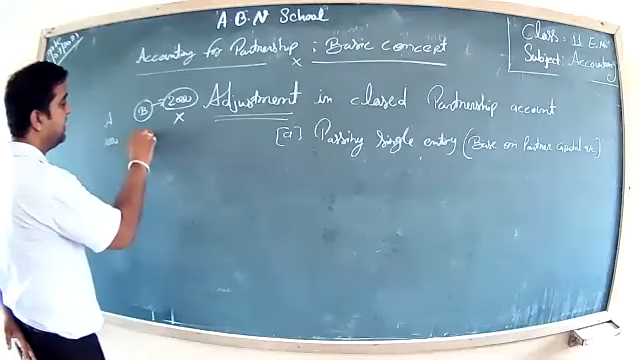 A.B.N School
Class: 11 E.M
Subject: Accountancy
Accounting for Partnership : Basic Concept
x
A B 2000 Adjustment in closed Partnership account
x
[a] Passing single entry (Base on Partner Capital a/c)